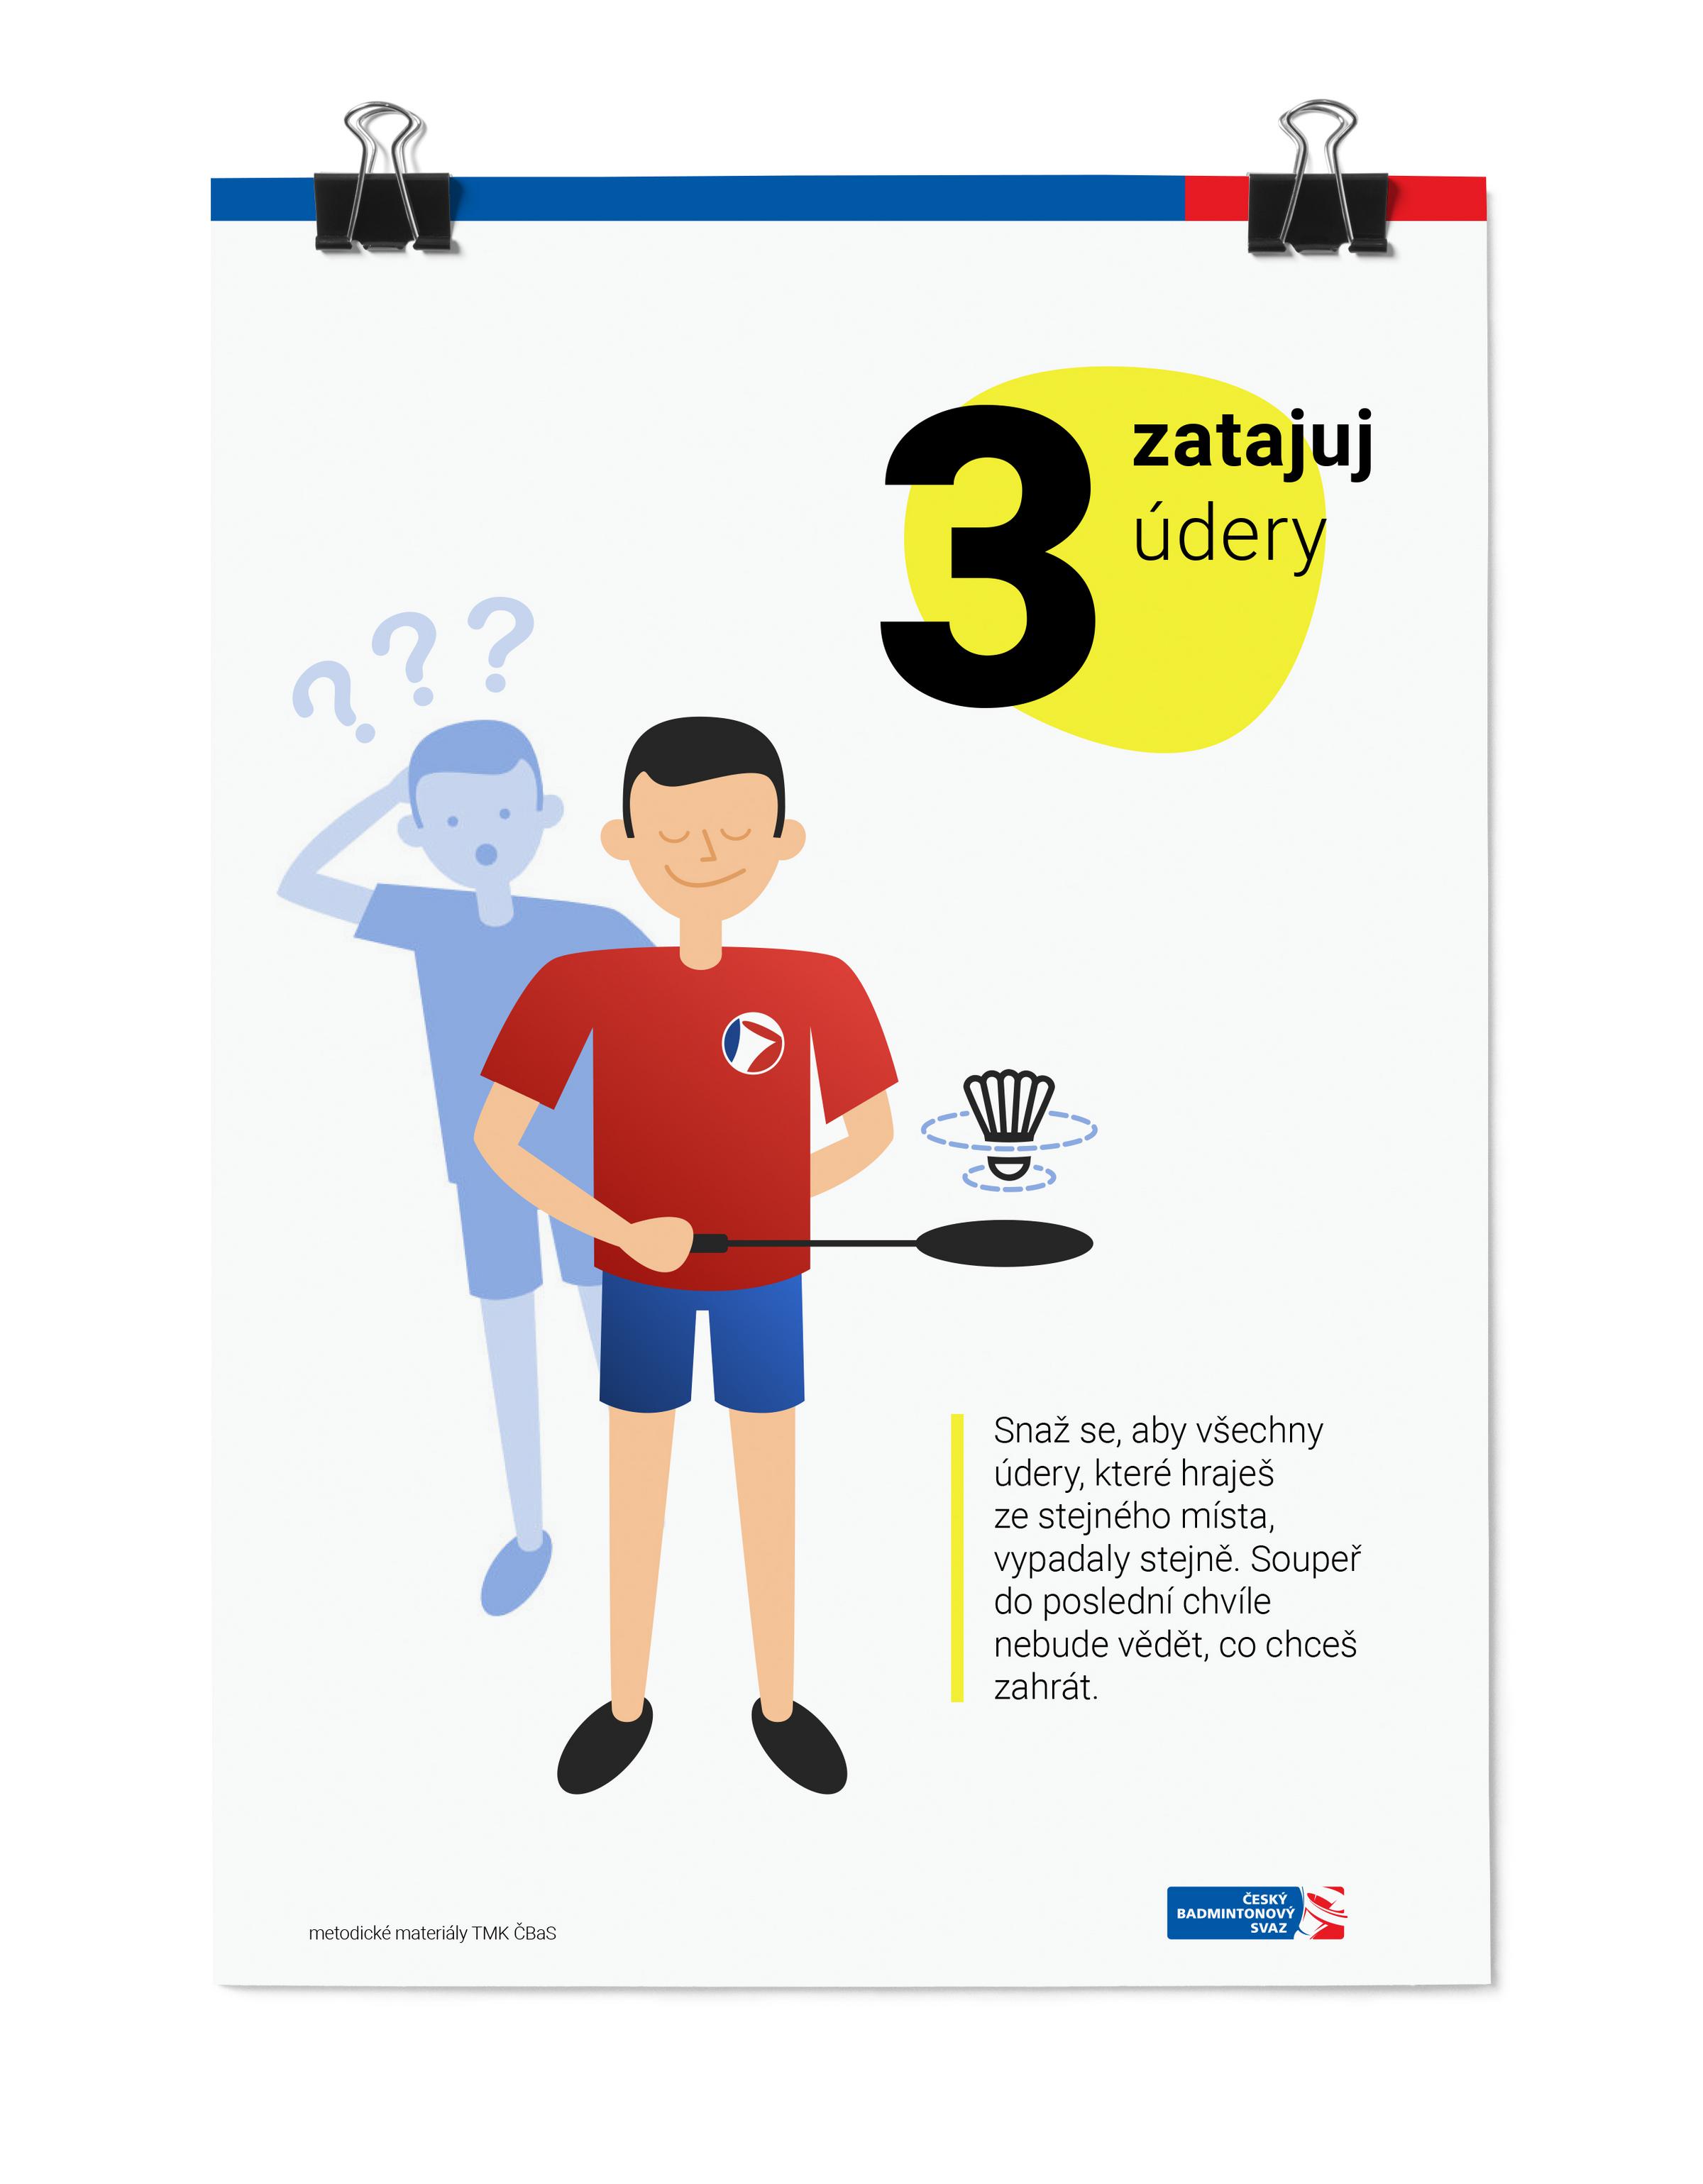 3
zatajuj
údery
? ? ?
Snaž se, aby všechny
údery, které hraješ
ze stejného místa,
vypadaly stejně. Soupeř
do poslední chvíle
nebude vědět, co chceš
zahrát.
metodické materiály TMK ČBaS
ČESKÝ
BADMINTONOVÝ
SVAZ